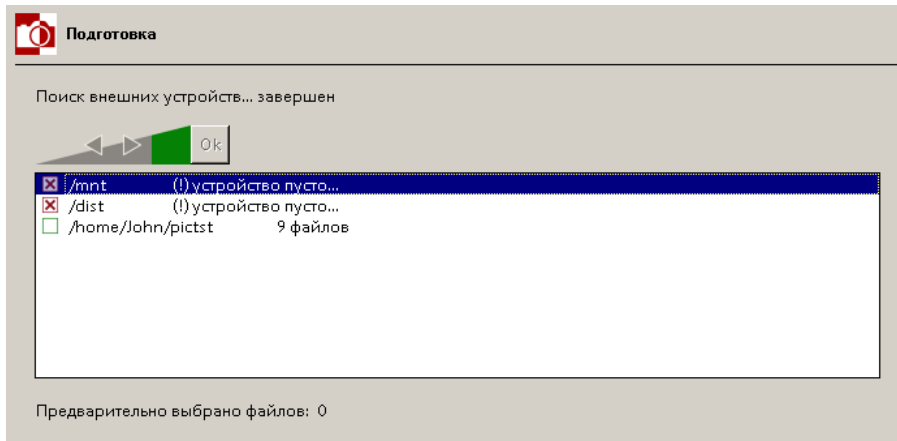 Подготовка
Поиск внешних устройств... завершен
Ok
/mnt (!) устройство пусто...
/dist (!) устройство пусто...
/home/John/pictst 9 файлов
Предварительно выбрано файлов: 0